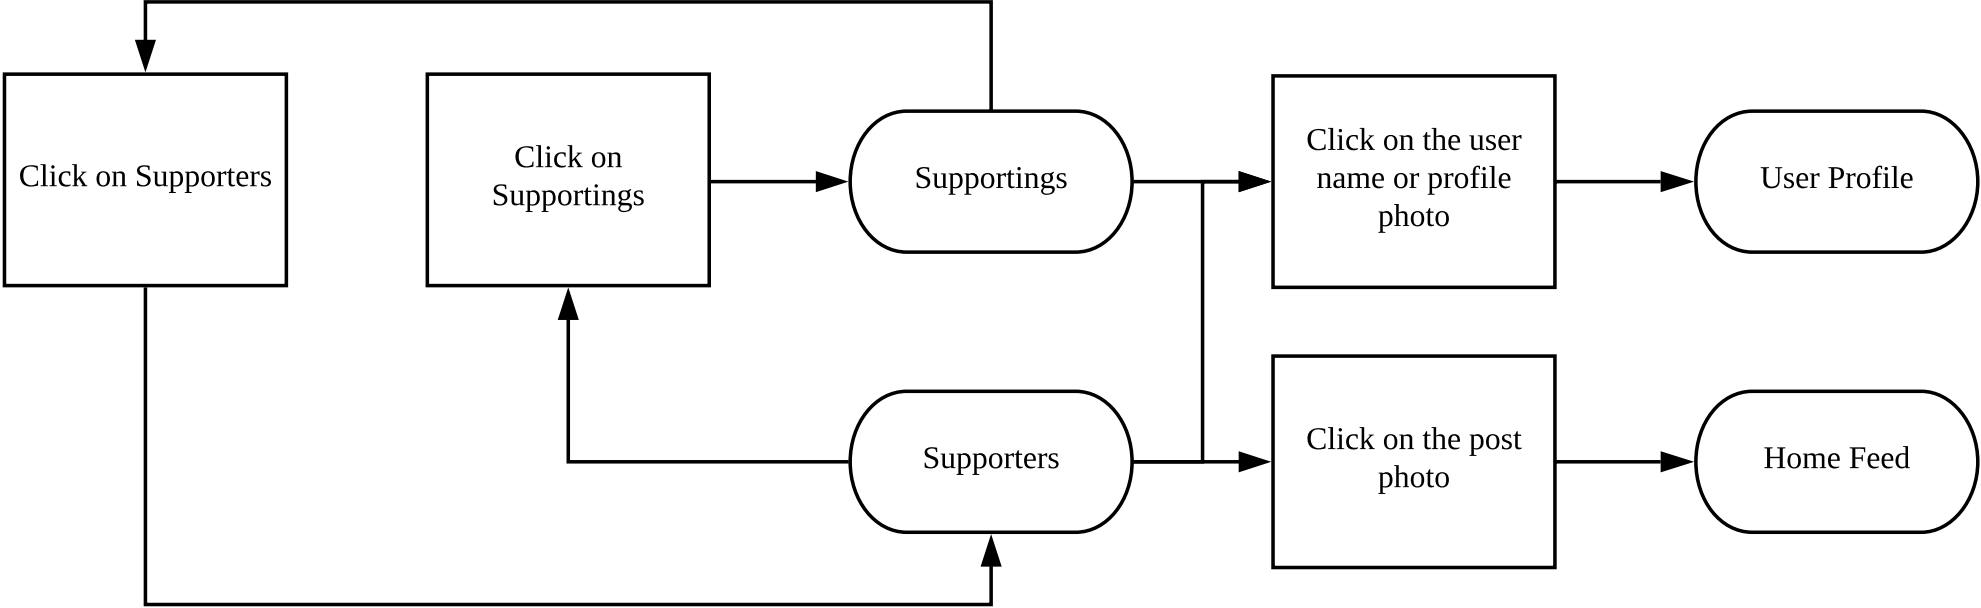 Click on Supporters
Click on
Supportings
Supportings
Click on the user
name or profile
photo
User Profile
Supporters
Click on the post
photo
Home Feed